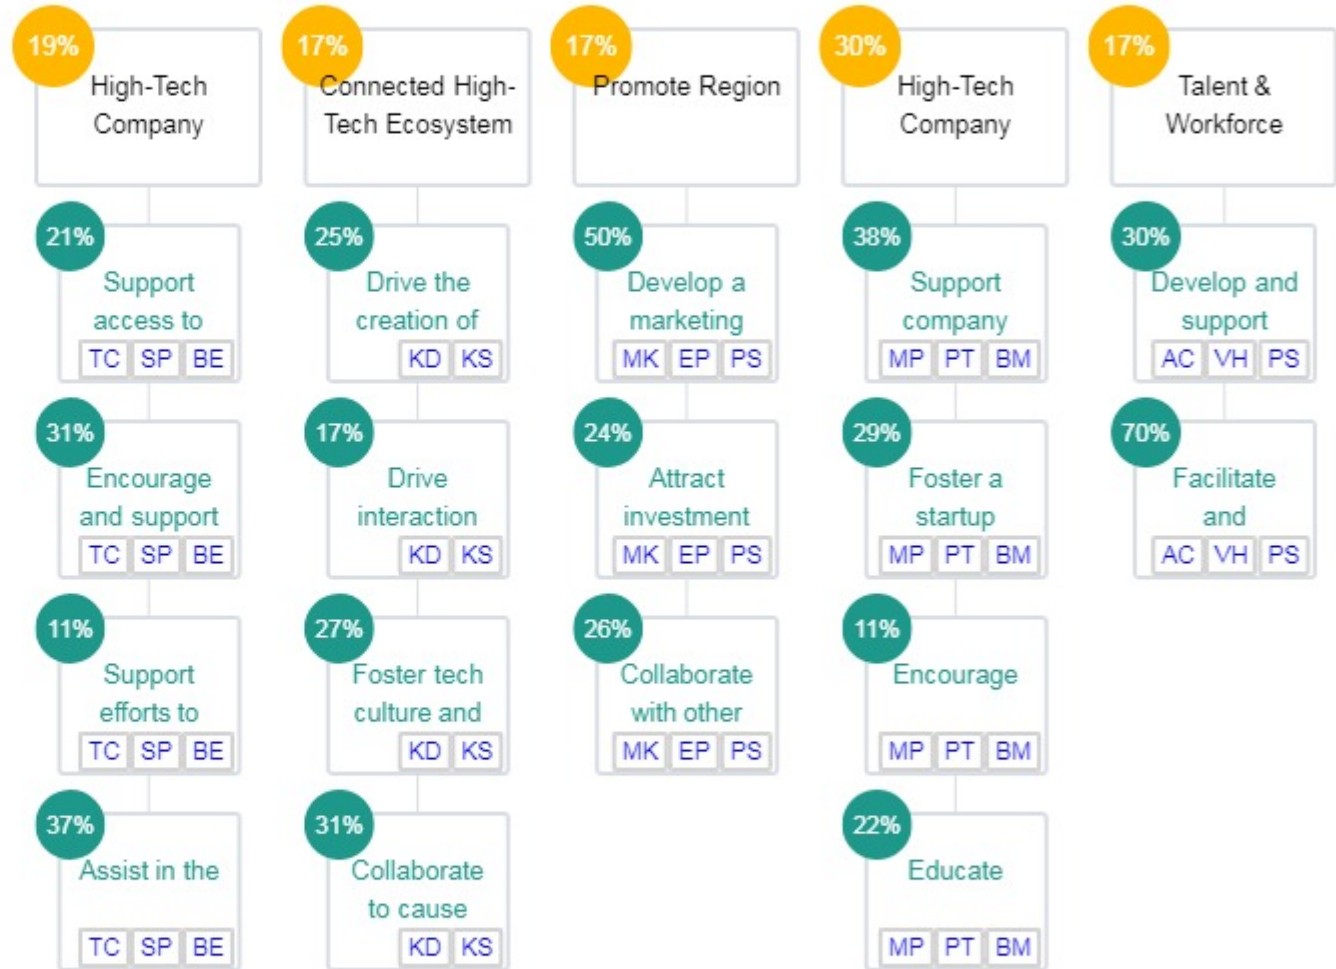 19%
High-Tech
Company
17%
Connected High-
Tech Ecosystem
17%
Promote Region
30%
High-Tech
Company
17%
Talent &
Workforce
21%
Support
access to
TC SP BE
25%
Drive the
creation of
KD KS
50%
Develop a
marketing
MK EP PS
38%
Support
company
MP PT BM
30%
Develop and
support
AC VH PS
31%
Encourage
and support
TC SP BE
17%
Drive
interaction
KD KS
24%
Attract
investment
MK EP PS
29%
Foster a
startup
MP PT BM
70%
Facilitate
and
AC VH PS
11%
Support
efforts to
TC SP BE
27%
Foster tech
culture and
KD KS
26%
Collaborate
with other
MK EP PS
11%
Encourage
MP PT BM
37%
Assist in the
TC SP BE
31%
Collaborate
to cause
KD KS
22%
Educate
MP PT BM